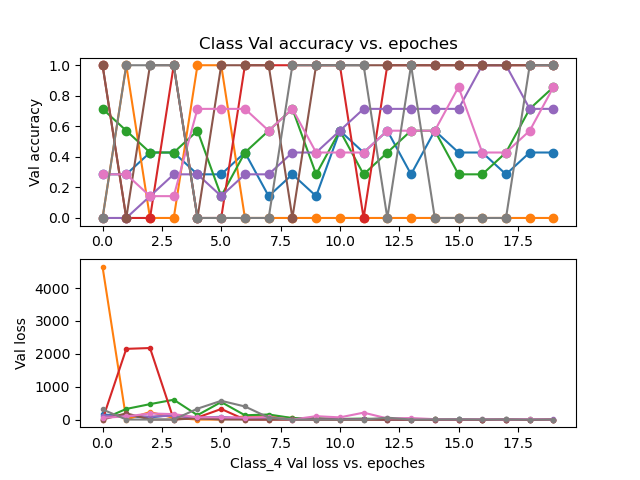 Class Val accuracy vs. epoches
Val accuracy
1.0
0.8
0.6
0.4
0.2
0.0
0.0 2.5 5.0 7.5 10.0 12.5 15.0 17.5
Val loss
4000
3000
2000
1000
0
0.0 2.5 5.0 7.5 10.0 12.5 15.0 17.5
Class_4 Val loss vs. epoches